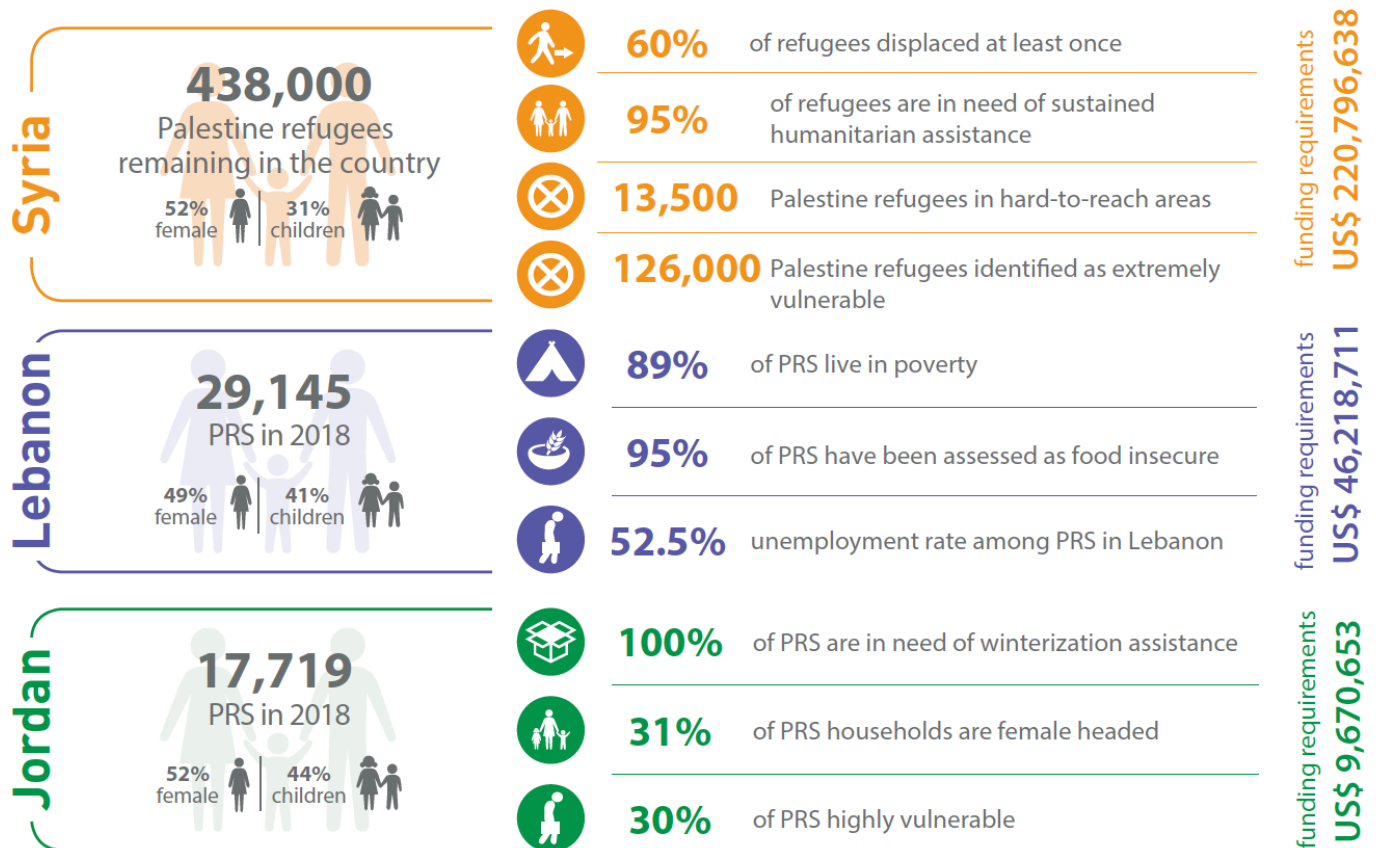 Syria
438,000
Palestine refugees
remaining in the country
52%
female
31%
children
60% of refugees displaced at least once
95% of refugees are in need of sustained
humanitarian assistance
13,500 Palestine refugees in hard-to-reach areas
126,000 Palestine refugees identified as extremely
vulnerable
funding requirements
US$ 220,796,638
Lebanon
29,145
PRS in 2018
49%
female
41%
children
89% of PRS live in poverty
95% of PRS have been assessed as food insecure
52.5% unemployment rate among PRS in Lebanon
funding requirements
US$ 46,218,711
Jordan
17,719
PRS in 2018
52%
female
44%
children
100% of PRS are in need of winterization assistance
31% of PRS households are female headed
30% of PRS highly vulnerable
funding requirements
US$ 9,670,653